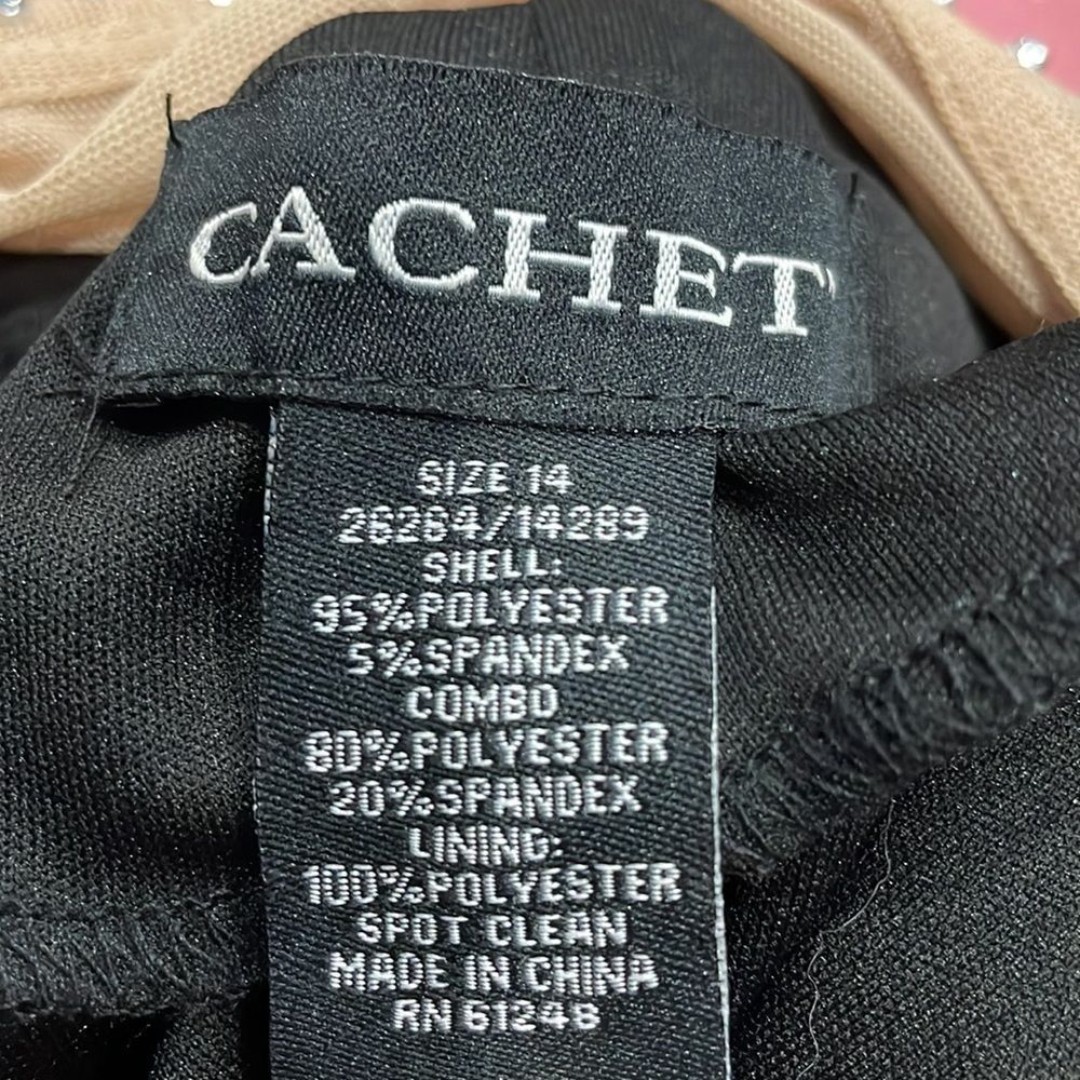 CACHET
SIZE 14
26264/14289
SHELL:
95%POLYESTER
5%SPANDEX
COMBO
80%POLYESTER
20%SPANDEX
LINING:
100%POLYESTER
SPOT CLEAN
MADE IN CHINA
RN 61248